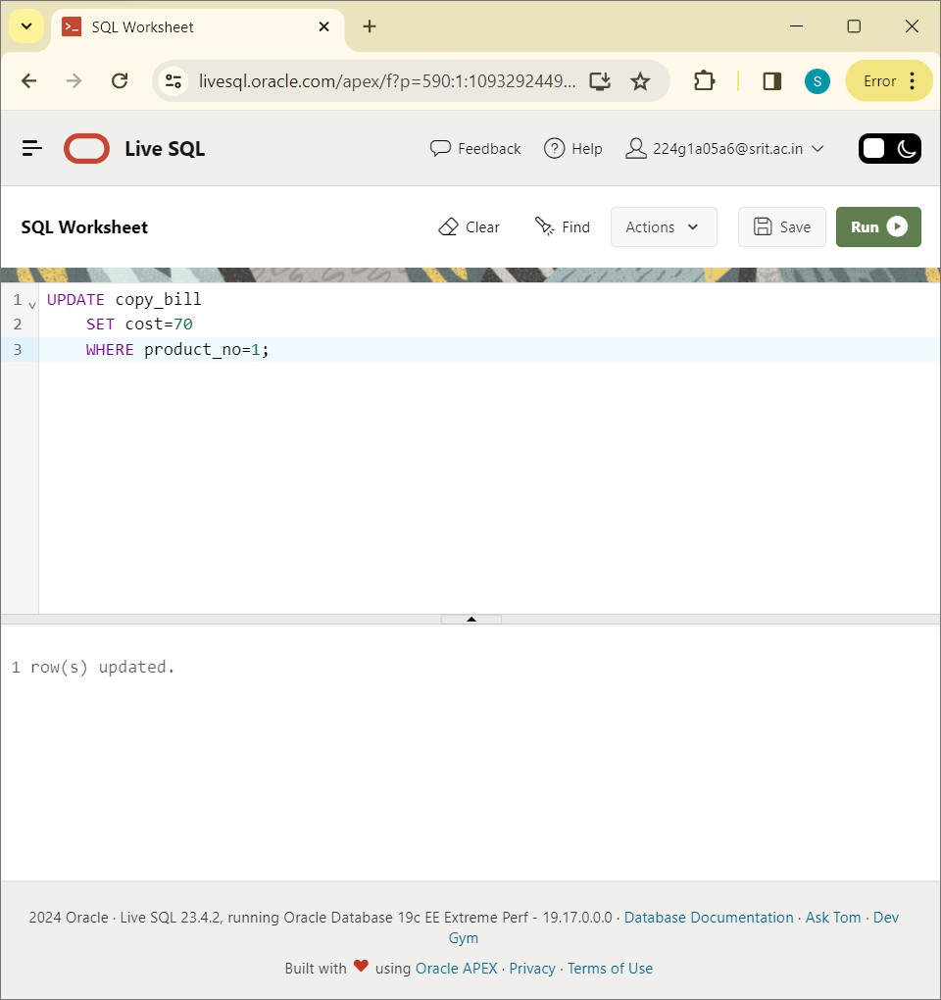 SQL Worksheet
livesql.oracle.com/apex/f?p=590:1:1093292449...
S
Error
Live SQL
Feedback
Help
224g1a05a6@srit.ac.in
SQL Worksheet
Clear
Find
Actions
Save
Run
1 UPDATE copy_bill
2 SET cost=70
3 WHERE product_no=1;
1 row(s) updated.
2024 Oracle · Live SQL 23.4.2, running Oracle Database 19c EE Extreme Perf - 19.17.0.0.0 · Database Documentation · Ask Tom · Dev
Gym
Built with ❤ using Oracle APEX · Privacy · Terms of Use